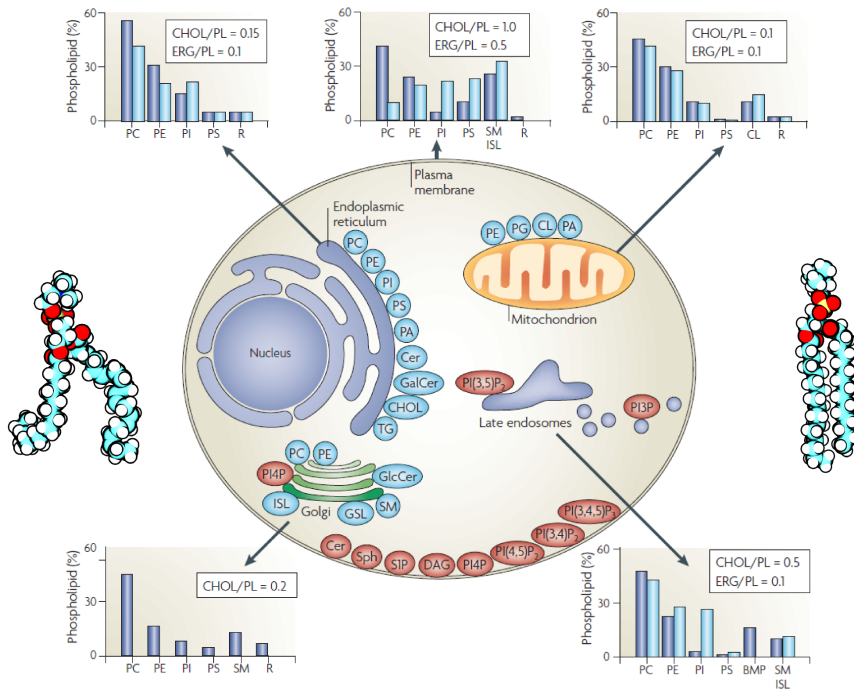 Phospholipid (%)
60
30
0
CHOL/PL = 0.15
ERG/PL = 0.1
PC PE PI PS R
Phospholipid (%)
60
30
0
CHOL/PL = 1.0
ERG/PL = 0.5
PC PE PI PS SM R
ISL
Phospholipid (%)
60
30
0
CHOL/PL = 0.1
ERG/PL = 0.1
PC PE PI PS CL R
Plasma
membrane
Endoplasmic
reticulum
PC
PE
PI
PS
PA
Cer
GalCer
CHOL
TG
Nucleus
PE PG CL PA
Mitochondrion
PI(3,5)P2
PI3P
Late endosomes
PC PE
PI4P
GlcCer
ISL
Golgi
GSL
SM
Cer
Sph
S1P
DAG
PI4P
PI(4,5)P2
PI(3,4)P2
PI(3,4,5)P3
Phospholipid (%)
60
30
0
CHOL/PL = 0.2
PC PE PI PS SM R
Phospholipid (%)
60
30
0
CHOL/PL = 0.5
ERG/PL = 0.1
PC PE PI PS BMP SM
ISL